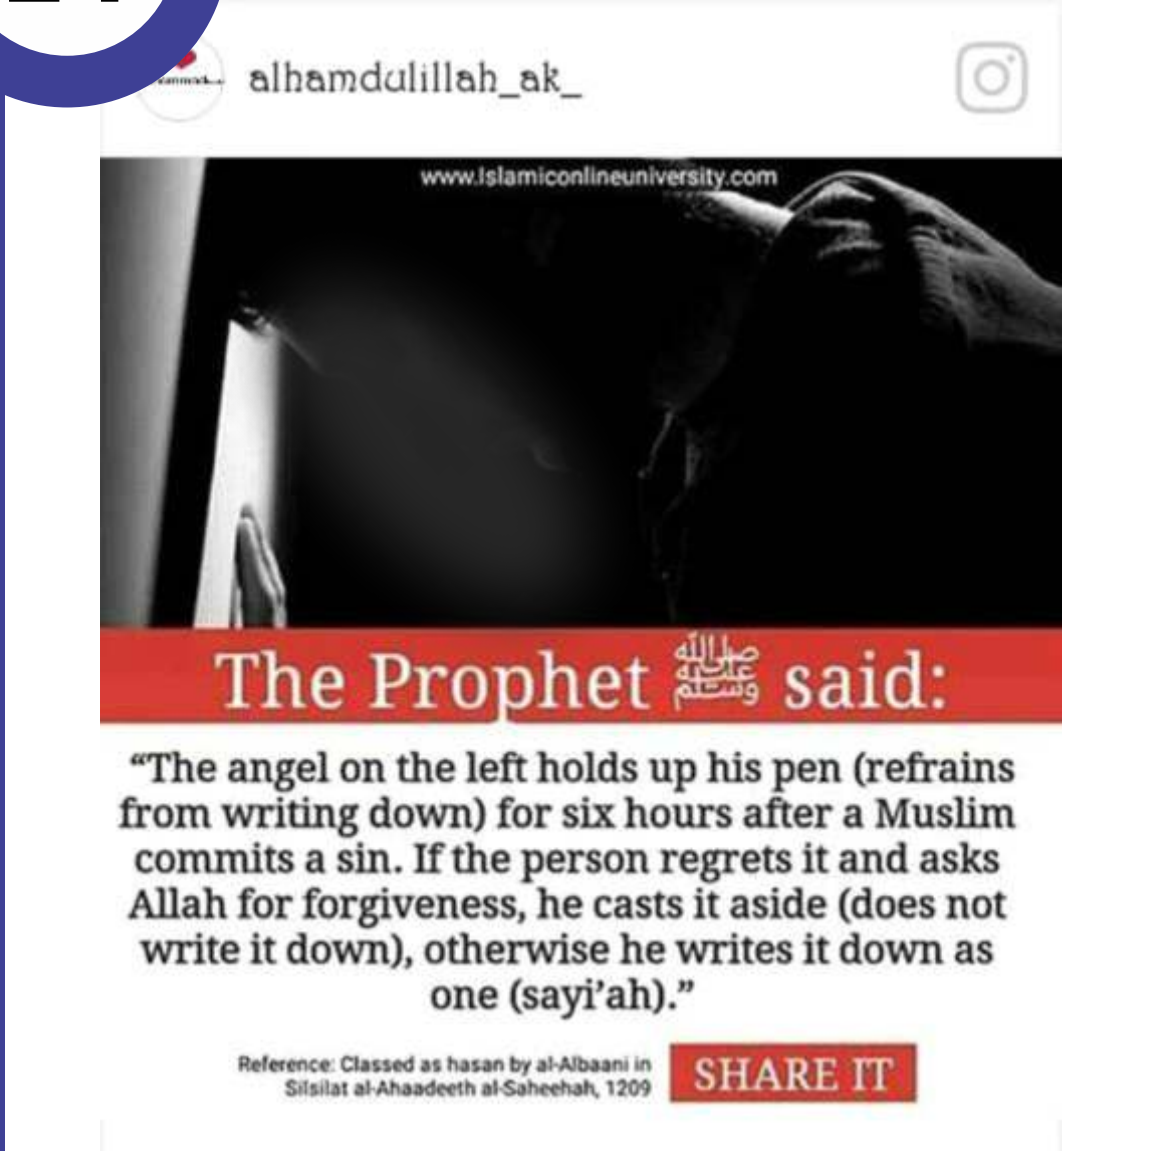 alhamdulillah_ak_
www.Islamiconlineuniversity.com
The Prophet ﷺ said:
“The angel on the left holds up his pen (refrains
from writing down) for six hours after a Muslim
commits a sin. If the person regrets it and asks
Allah for forgiveness, he casts it aside (does not
write it down), otherwise he writes it down as
one (sayi’ah).”
Reference: Classed as hasan by al-Albaani in
Silsilat al-Ahaadeeth al-Saheehah, 1209
SHARE IT